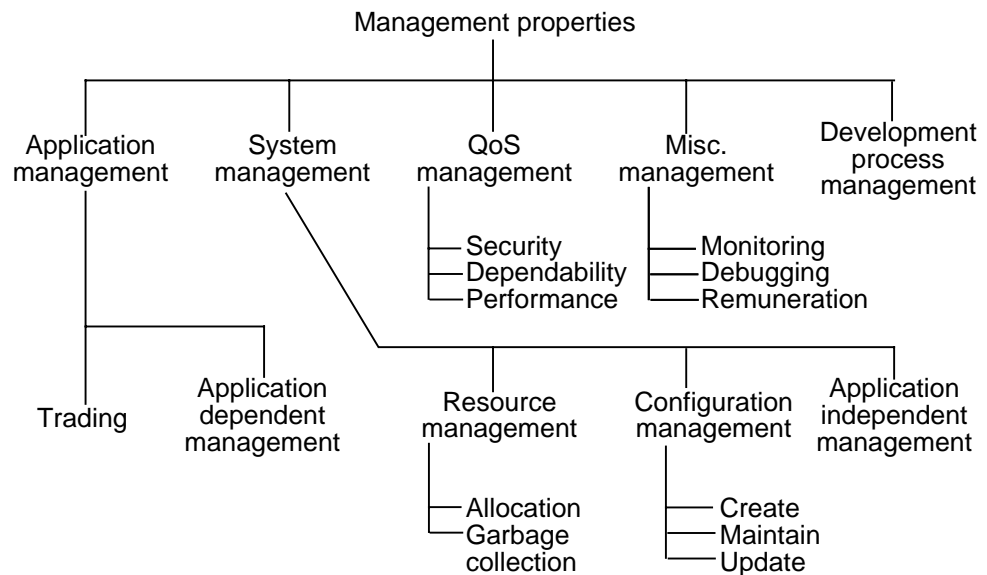 Management properties
Application
management
System
management
QoS
management
Misc.
management
Development
process
management
Security
Dependability
Performance
Monitoring
Debugging
Remuneration
Trading
Application
dependent
management
Resource
management
Configuration
management
Application
independent
management
Allocation
Garbage
collection
Create
Maintain
Update